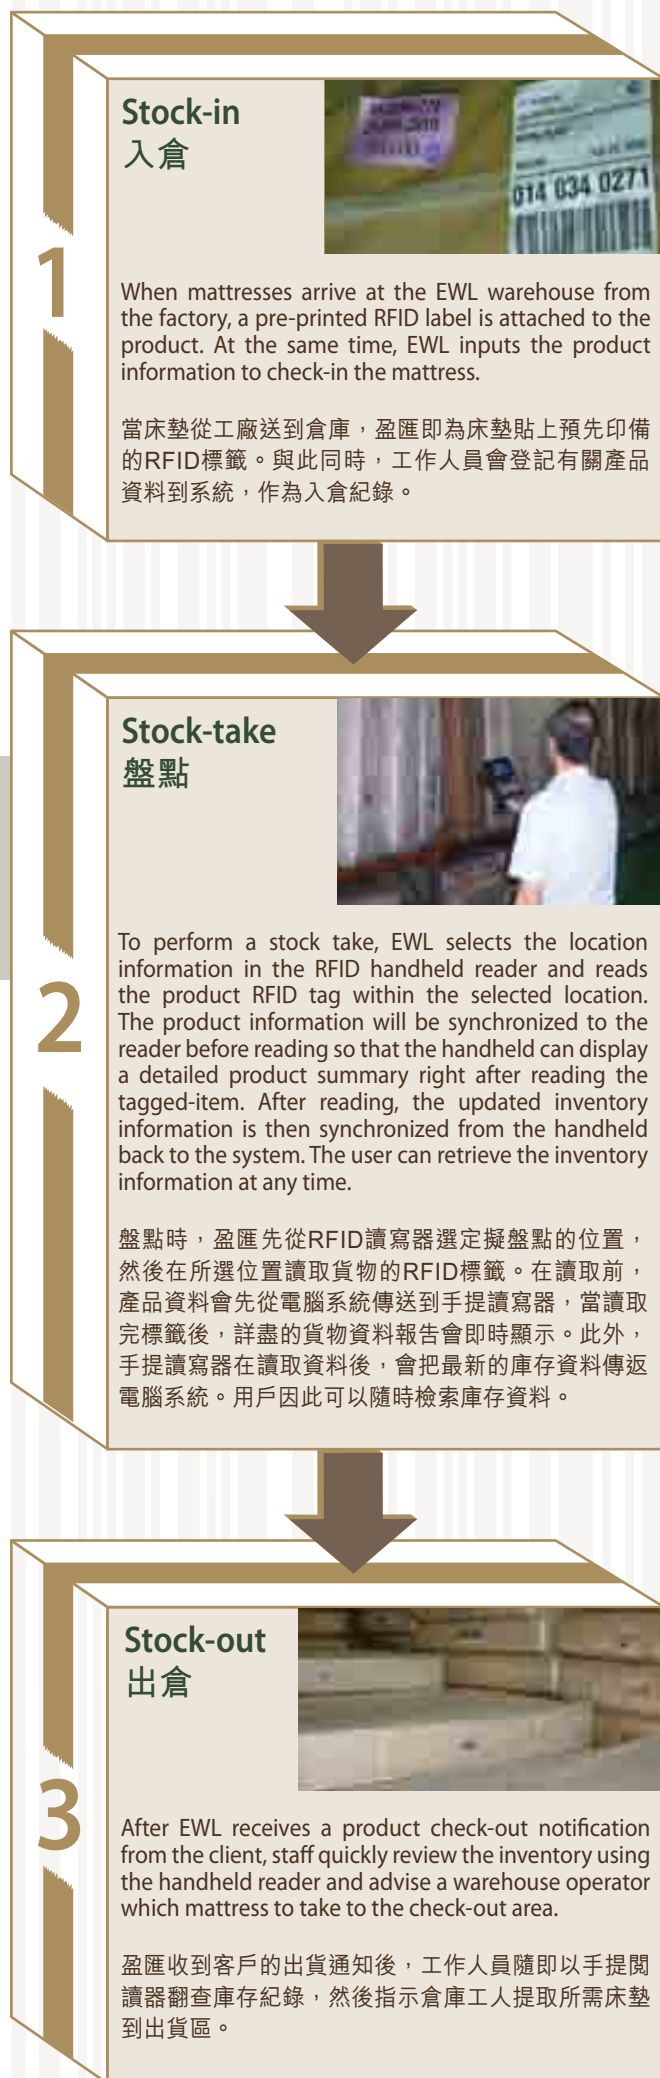 Stock-in
入倉
014 034 0271
1
When mattresses arrive at the EWL warehouse from
the factory, a pre-printed RFID label is attached to the
product. At the same time, EWL inputs the product
information to check-in the mattress.
當床墊從工廠送到倉庫，盈匯即為床墊貼上預先印備
的RFID標籤。與此同時，工作人員會登記有關產品
資料到系統，作為入倉紀錄。
Stock-take
盤點
2
To perform a stock take, EWL selects the location
information in the RFID handheld reader and reads
the product RFID tag within the selected location.
The product information will be synchronized to the
reader before reading so that the handheld can display
a detailed product summary right after reading the
tagged-item. After reading, the updated inventory
information is then synchronized from the handheld
back to the system. The user can retrieve the inventory
information at any time.
盤點時，盈匯先從RFID讀寫器選定擬盤點的位置，
然後在所選位置讀取貨物的RFID標籤。在讀取前，
產品資料會先從電腦系統傳送到手提讀寫器，當讀取
完標籤後，詳盡的貨物資料報告會即時顯示。此外，
手提讀寫器在讀取資料後，會把最新的庫存資料傳返
電腦系統。用戶因此可以隨時檢索庫存資料。
Stock-out
出倉
3
After EWL receives a product check-out notification
from the client, staff quickly review the inventory using
the handheld reader and advise a warehouse operator
which mattress to take to the check-out area.
盈匯收到客戶的出貨通知後，工作人員隨即以手提閱
讀器翻查庫存紀錄，然後指示倉庫工人提取所需床墊
到出貨區。